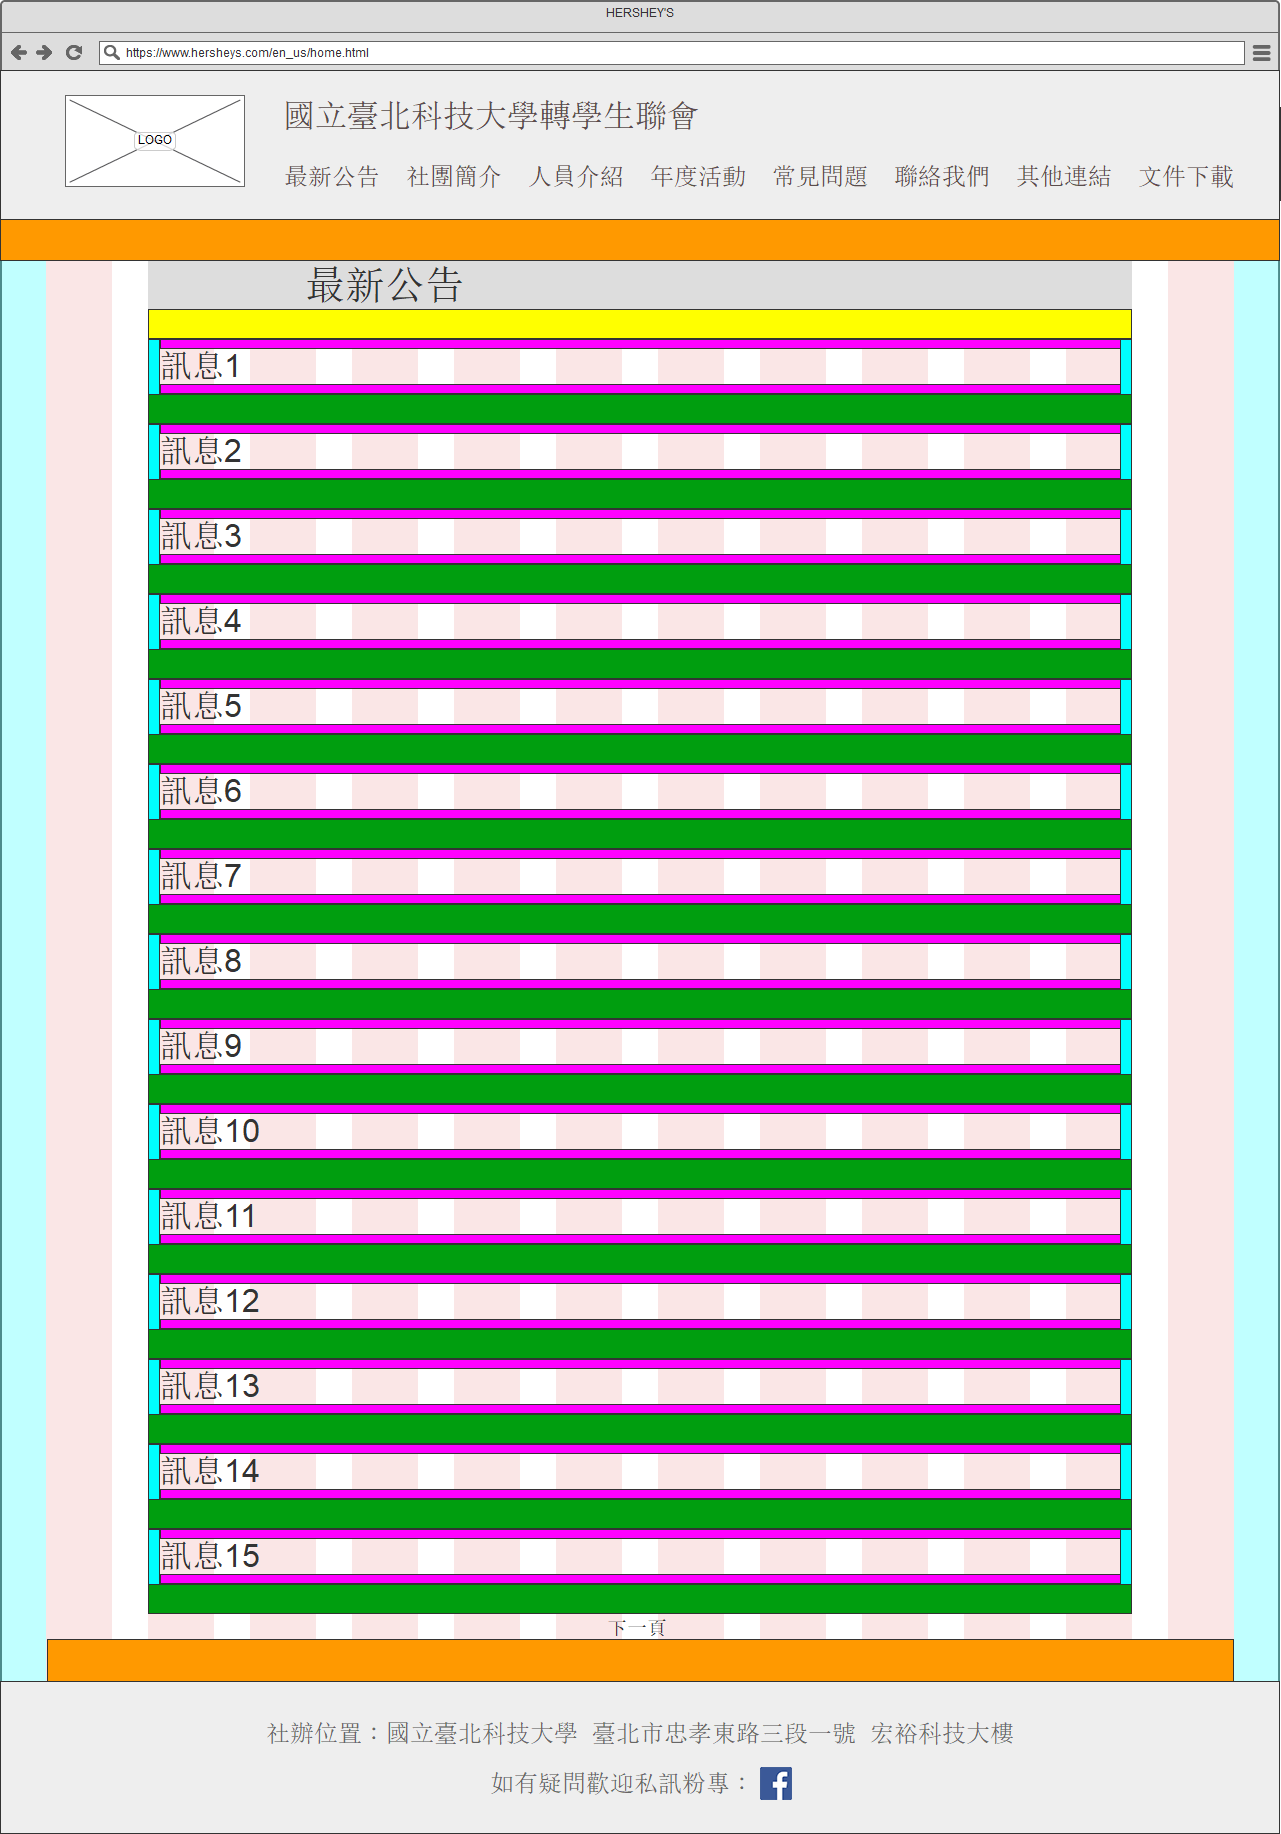 HERSHEY'S
https://www.hersheys.com/en_us/home.html
LOGO
國立臺北科技大學轉學生聯會
最新公告 社團簡介 人員介紹 年度活動 常見問題 聯絡我們 其他連結 文件下載
最新公告
訊息1
訊息2
訊息3
訊息4
訊息5
訊息6
訊息7
訊息8
訊息9
訊息10
訊息11
訊息12
訊息13
訊息14
訊息15
下一頁
社辦位置：國立臺北科技大學 臺北市忠孝東路三段一號 宏裕科技大樓
如有疑問歡迎私訊粉專：